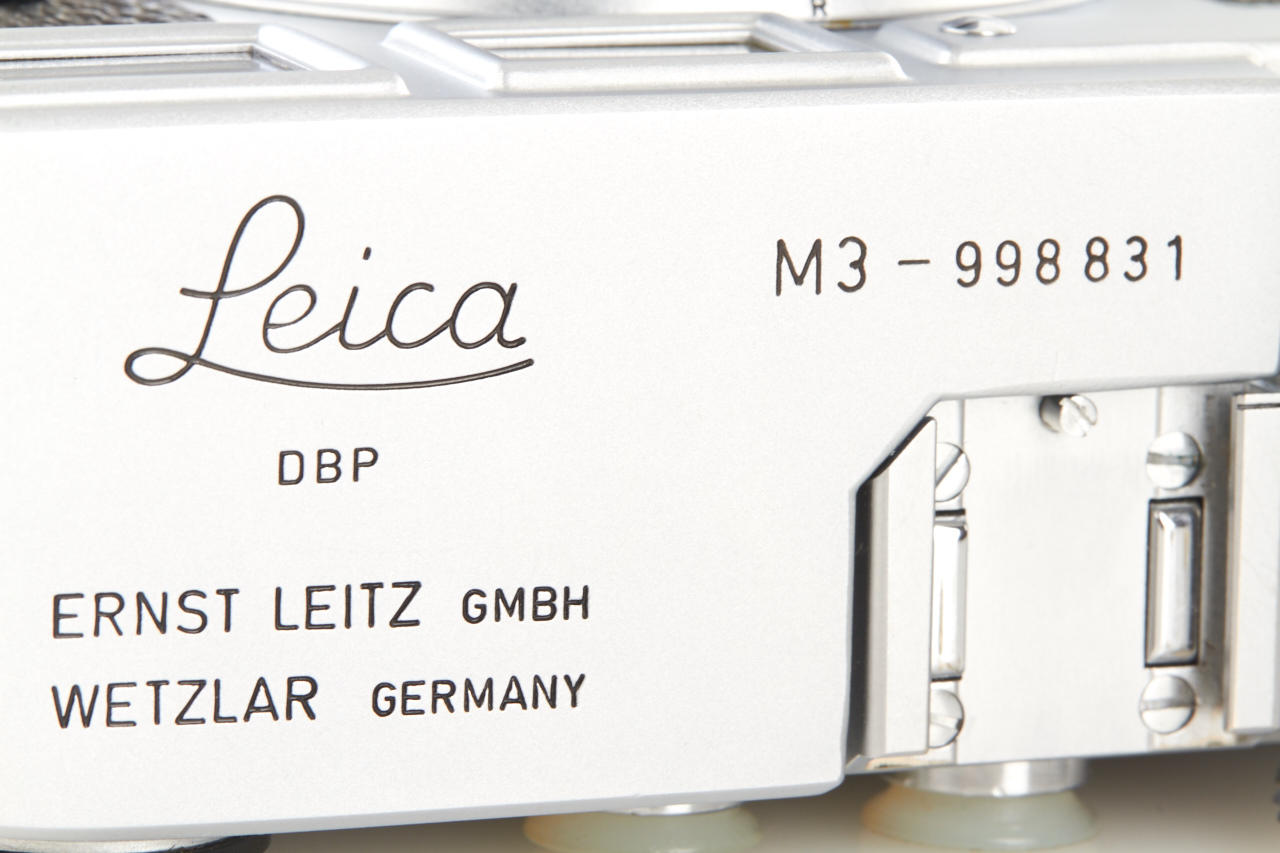 R
Leica
M3 - 998831
DBP
ERNST LEITZ GMBH
WETZLAR GERMANY